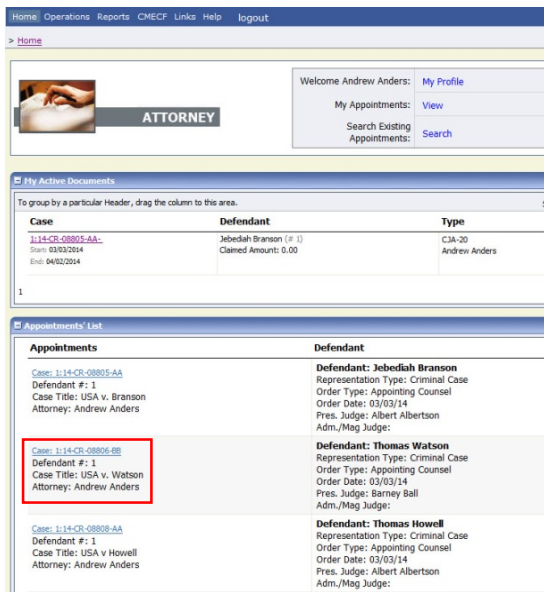 Home Operations Reports CMECF Links Help logout
> Home
ATTORNEY
Welcome Andrew Anders: My Profile
My Appointments: View
Search Existing Appointments: Search
My Active Documents
To group by a particular Header, drag the column to this area.
Case Defendant Type
1:14-CR-08805-AA- Jebediah Branson (# 1) CJA-20
Start: 03/03/2014 Claimed Amount: 0.00 Andrew Anders
End: 04/02/2014
1
Appointments' List
Appointments Defendant
Case: 1:14-CR-08805-AA
Defendant #: 1
Case Title: USA v. Branson
Attorney: Andrew Anders
Defendant: Jebediah Branson
Representation Type: Criminal Case
Order Type: Appointing Counsel
Order Date: 03/03/14
Pres. Judge: Albert Albertson
Adm./Mag Judge:
Case: 1:14-CR-08806-BB
Defendant #: 1
Case Title: USA v. Watson
Attorney: Andrew Anders
Defendant: Thomas Watson
Representation Type: Criminal Case
Order Type: Appointing Counsel
Order Date: 03/03/14
Pres. Judge: Barney Ball
Adm./Mag Judge:
Case: 1:14-CR-08808-AA
Defendant #: 1
Case Title: USA v Howell
Attorney: Andrew Anders
Defendant: Thomas Howell
Representation Type: Criminal Case
Order Type: Appointing Counsel
Order Date: 03/03/14
Pres. Judge: Albert Albertson
Adm./Mag Judge: